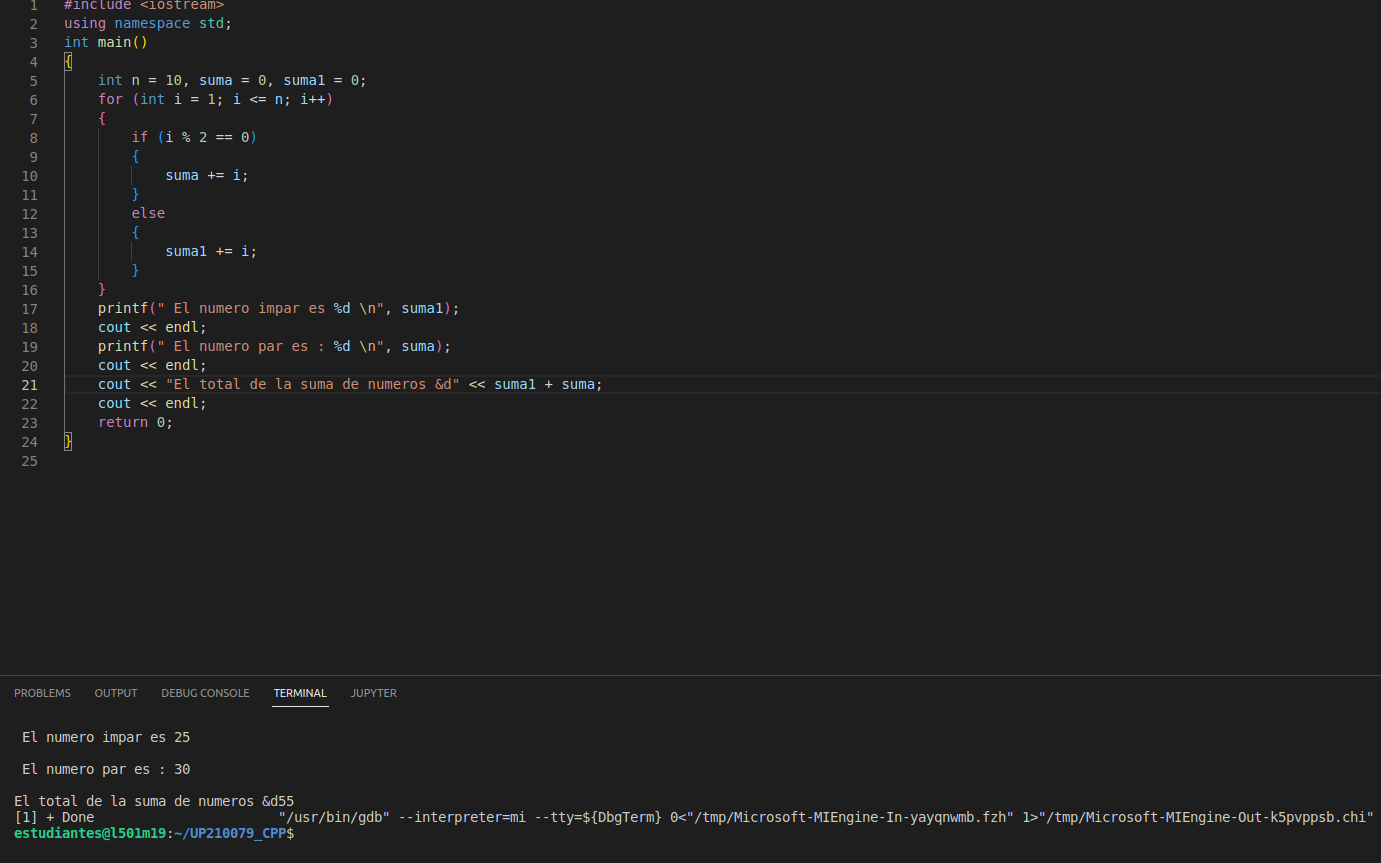 1 #include <iostream>
2 using namespace std;
3 int main()
4 {
5 int n = 10, suma = 0, suma1 = 0;
6 for (int i = 1; i <= n; i++)
7 {
8 if (i % 2 == 0)
9 {
10 suma += i;
11 }
12 else
13 {
14 suma1 += i;
15 }
16 }
17 printf(" El numero impar es %d \n", suma1);
18 cout << endl;
19 printf(" El numero par es : %d \n", suma);
20 cout << endl;
21 cout << "El total de la suma de numeros &d" << suma1 + suma;
22 cout << endl;
23 return 0;
24 }
25
PROBLEMS OUTPUT DEBUG CONSOLE TERMINAL JUPYTER
El numero impar es 25
El numero par es : 30
El total de la suma de numeros &d55
[1] + Done "/usr/bin/gdb" --interpreter=mi --tty=${DbgTerm} 0<"/tmp/Microsoft-MIEngine-In-yayqnwmb.fzh" 1>"/tmp/Microsoft-MIEngine-Out-k5pvppsb.chi"
estudiantes@l501m19:~/UP210079_CPP$